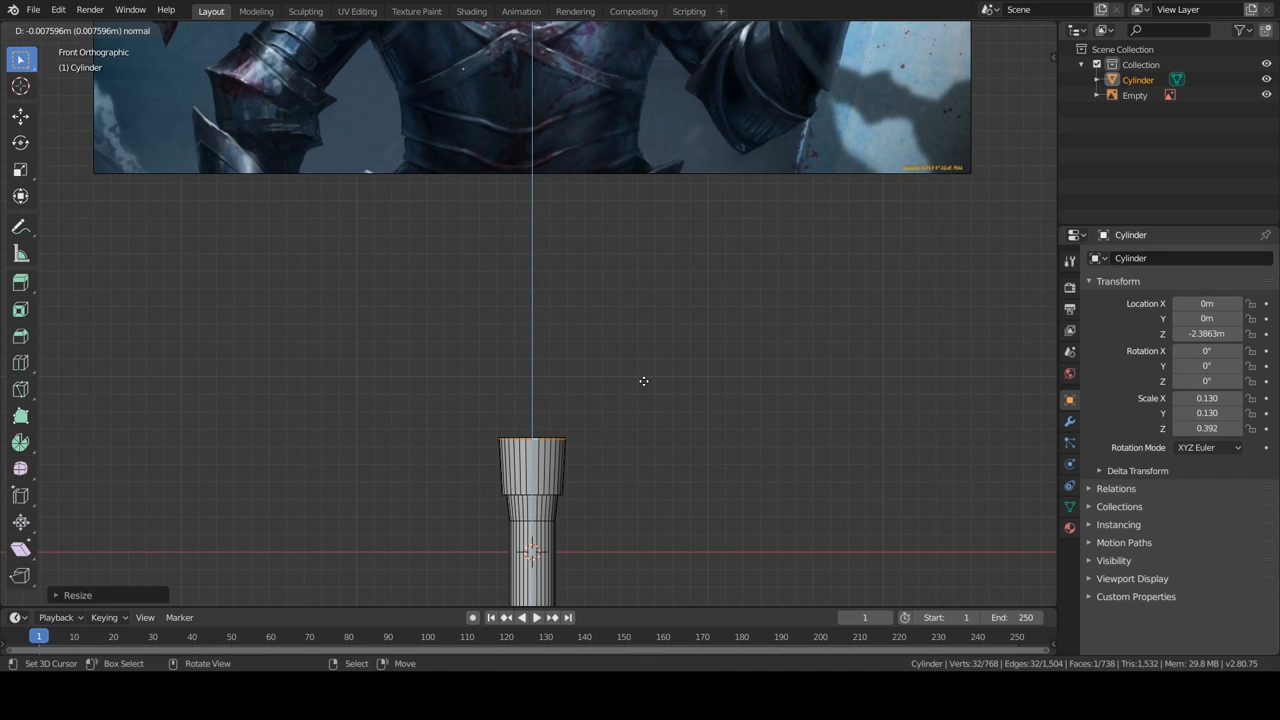 File Edit Render Window Help Layout Modeling Sculpting UV Editing Texture Paint Shading Animation Rendering Compositing Scripting + Scene View Layer
D: -0.007596m (0.007596m) normal
Front Orthographic
(1) Cylinder
Scene Collection
Collection
Cylinder
Empty
Cylinder
Cylinder
Transform
Location X 0m
Y 0m
Z -2.3863m
Rotation X 0°
Y 0°
Z 0°
Scale X 0.130
Y 0.130
Z 0.392
Rotation Mode XYZ Euler
Delta Transform
Relations
Collections
Instancing
Motion Paths
Visibility
Viewport Display
Custom Properties
Resize
Playback Keying View Marker 1 Start: 1 End: 250
1 10 20 30 40 50 60 70 80 90 100 110 120 130 140 150 160 170 180 190 200 210 220 230 240 250
Set 3D Cursor Box Select Rotate View Select Move Cylinder | Verts:32/768 | Edges:32/1,504 | Faces:1/738 | Tris:1,532 | Mem: 29.8 MB | v2.80.75